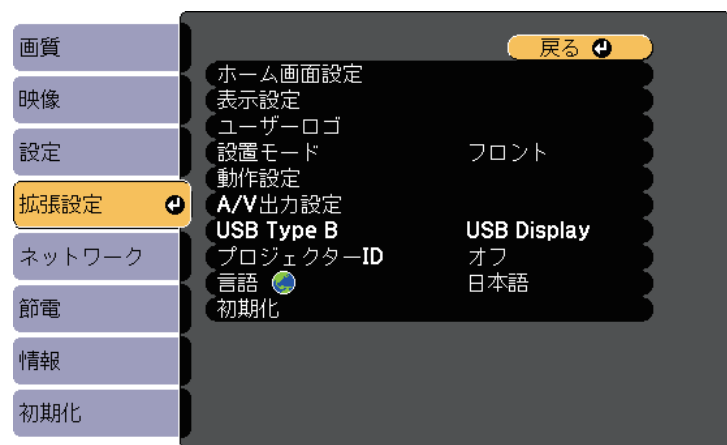 画質
映像
設定
拡張設定
ネットワーク
節電
情報
初期化
戻る
ホーム画面設定
表示設定
ユーザーロゴ
設置モード フロント
動作設定
A/V出力設定
USB Type B USB Display
プロジェクターID オフ
言語 日本語
初期化